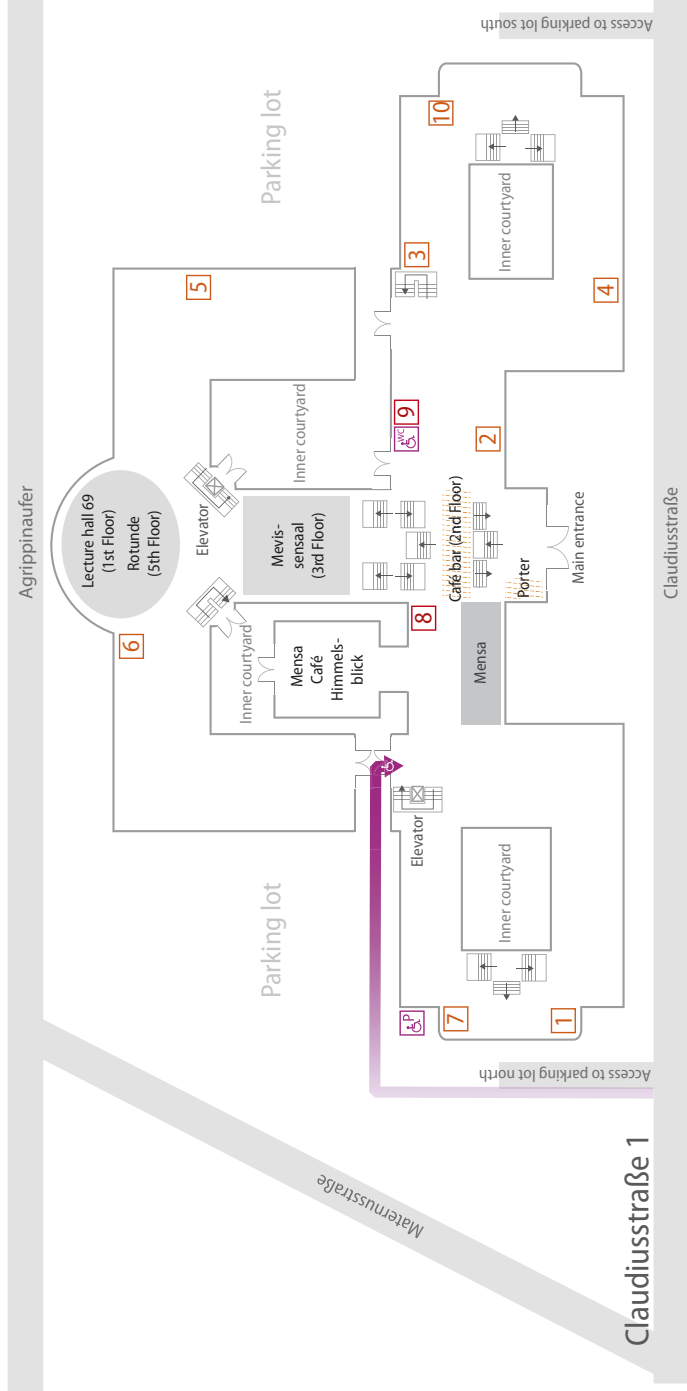 Agrippinaufer
Parking lot
Parking lot
Lecture hall 69
(1st Floor)
Rotunde
(5th Floor)
Elevator
Mevis-
sensaal
(3rd Floor)
Inner courtyard
Inner courtyard
Mensa
Café
Himmels-
blick
Elevator
Inner courtyard
Inner courtyard
Café bar (2nd Floor)
Porter
Mensa
Main entrance
1
2
3
4
5
6
7
8
9
10
WC
P
Access to parking lot north
Access to parking lot south
Maternusstraße
Claudiusstraße
Claudiusstraße 1